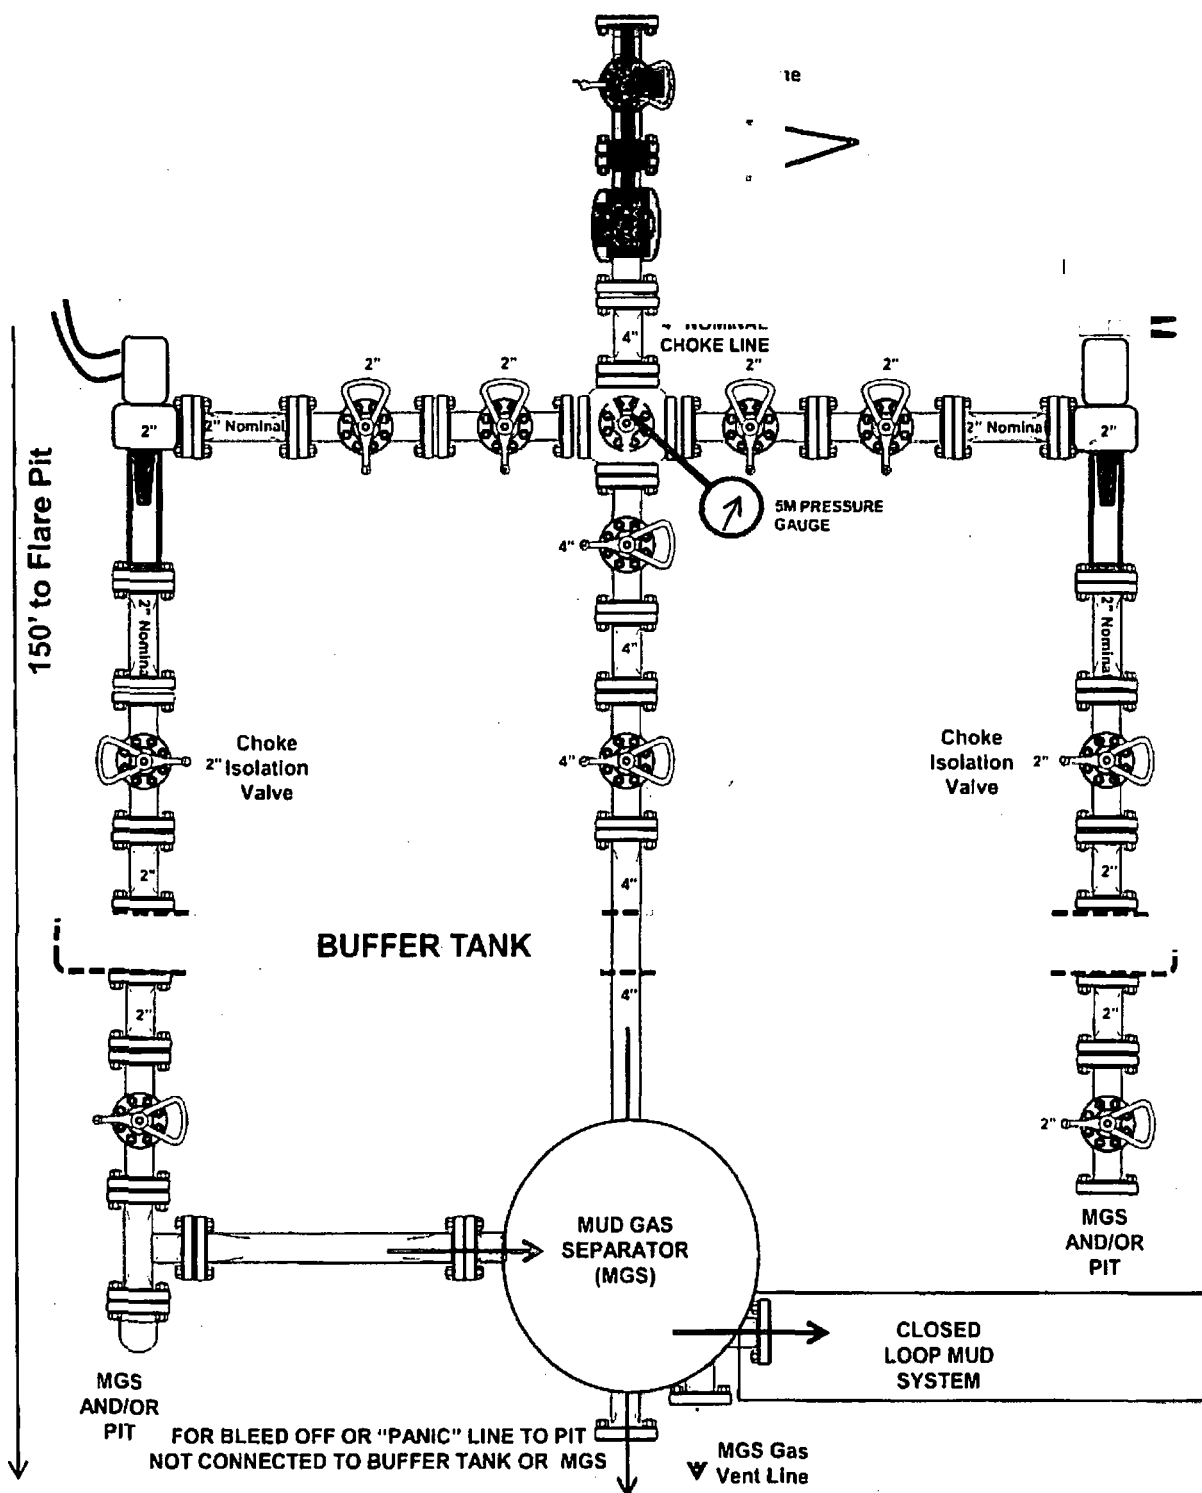 4"
CHOKE LINE
2"
2"
2"
2"
2"
2" Nominal
2" Nomina
2"
5M PRESSURE
GAUGE
4"
150' to Flare Pit
2" Nomina
4"
2" Nomina
Choke
Isolation
Valve
2"
4"
Choke
Isolation
Valve
2"
2"
4"
2"
BUFFER TANK
2"
4"
2"
2"
MUD GAS
SEPARATOR
(MGS)
MGS
AND/OR
PIT
CLOSED
LOOP MUD
SYSTEM
MGS
AND/OR
PIT
FOR BLEED OFF OR "PANIC" LINE TO PIT
NOT CONNECTED TO BUFFER TANK OR MGS
MGS Gas
Vent Line